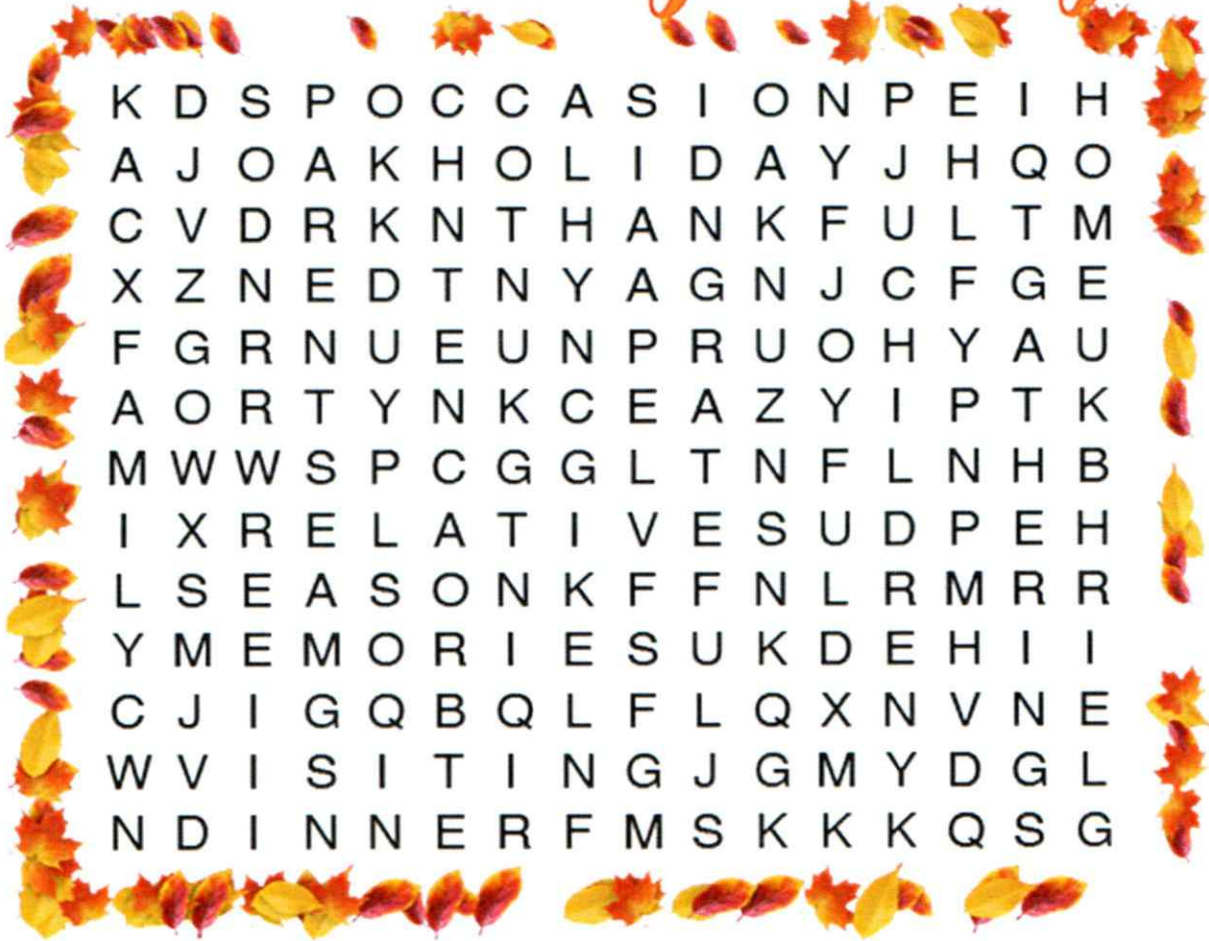 K D S P O C C A S I O N P E I H
A J O A K H O L I D A Y J H Q O
C V D R K N T H A N K F U L T M
X Z N E D T N Y A G N J C F G E
F G R N U E U N P R U O H Y A U
A O R T Y N K C E A Z Y I P T K
M W W S P C G G L T N F L N H B
I X R E L A T I V E S U D P E H
L S E A S O N K F F N L R M R R
Y M E M O R I E S U K D E H I I
C J I G Q B Q L F L Q X N V N E
W V I S I T I N G J G M Y D G L
N D I N N E R F M S K K K Q S G